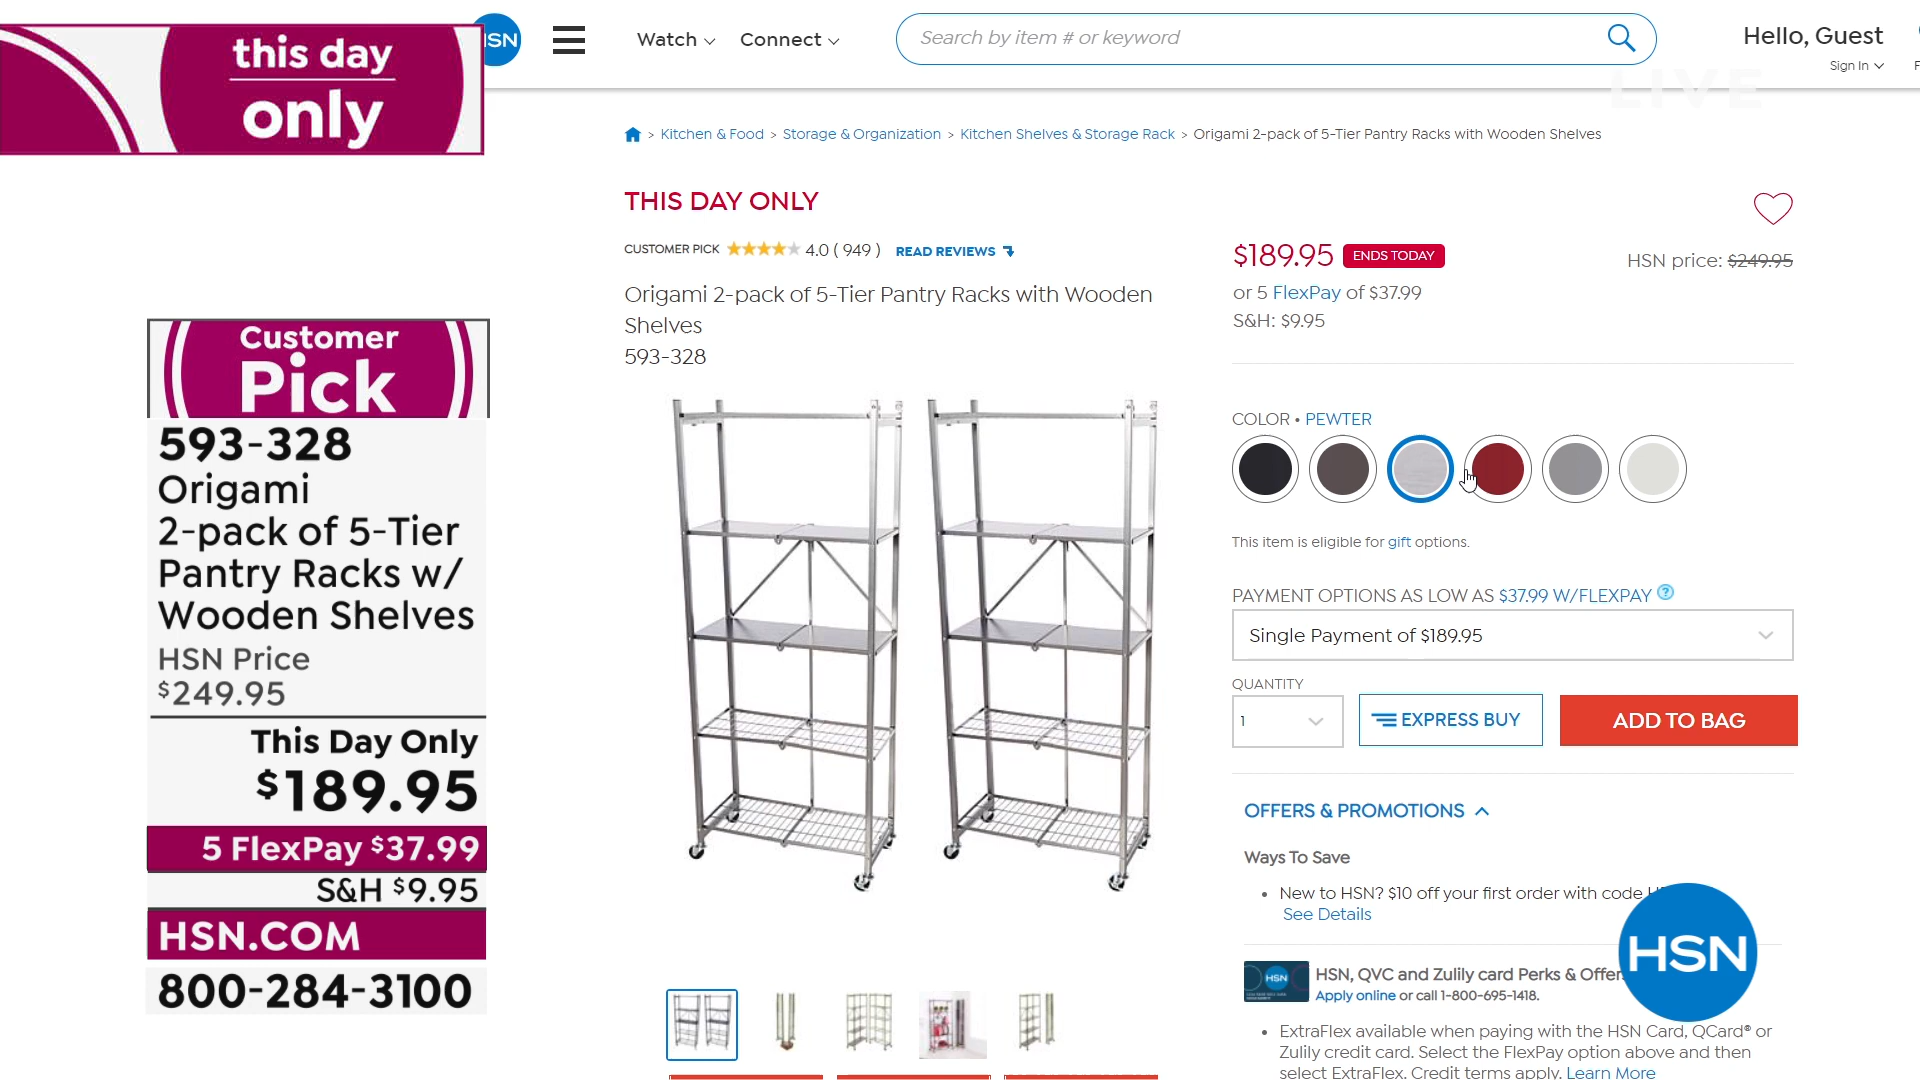 this day
only
HSN
Watch
Connect
Search by item # or keyword
Hello, Guest
Sign In
LIVE
> Kitchen & Food > Storage & Organization > Kitchen Shelves & Storage Rack > Origami 2-pack of 5-Tier Pantry Racks with Wooden Shelves
THIS DAY ONLY
CUSTOMER PICK 4.0 ( 949 ) READ REVIEWS
Origami 2-pack of 5-Tier Pantry Racks with Wooden
Shelves
593-328
$189.95 ENDS TODAY
HSN price: $249.95
or 5 FlexPay of $37.99
S&H: $9.95
COLOR • PEWTER
This item is eligible for gift options.
PAYMENT OPTIONS AS LOW AS $37.99 W/FLEXPAY ?
Single Payment of $189.95
QUANTITY
1
EXPRESS BUY
ADD TO BAG
OFFERS & PROMOTIONS
Ways To Save
• New to HSN? $10 off your first order with code
See Details
HSN
HSN, QVC and Zulily card Perks & Offer
Apply online or call 1-800-695-1418.
• ExtraFlex available when paying with the HSN Card, QCard® or
Zulily credit card. Select the FlexPay option above and then
select ExtraFlex. Credit terms apply. Learn More
HSN
Customer
Pick
593-328
Origami
2-pack of 5-Tier
Pantry Racks w/
Wooden Shelves
HSN Price
$249.95
This Day Only
$189.95
5 FlexPay $37.99
S&H $9.95
HSN.COM
800-284-3100